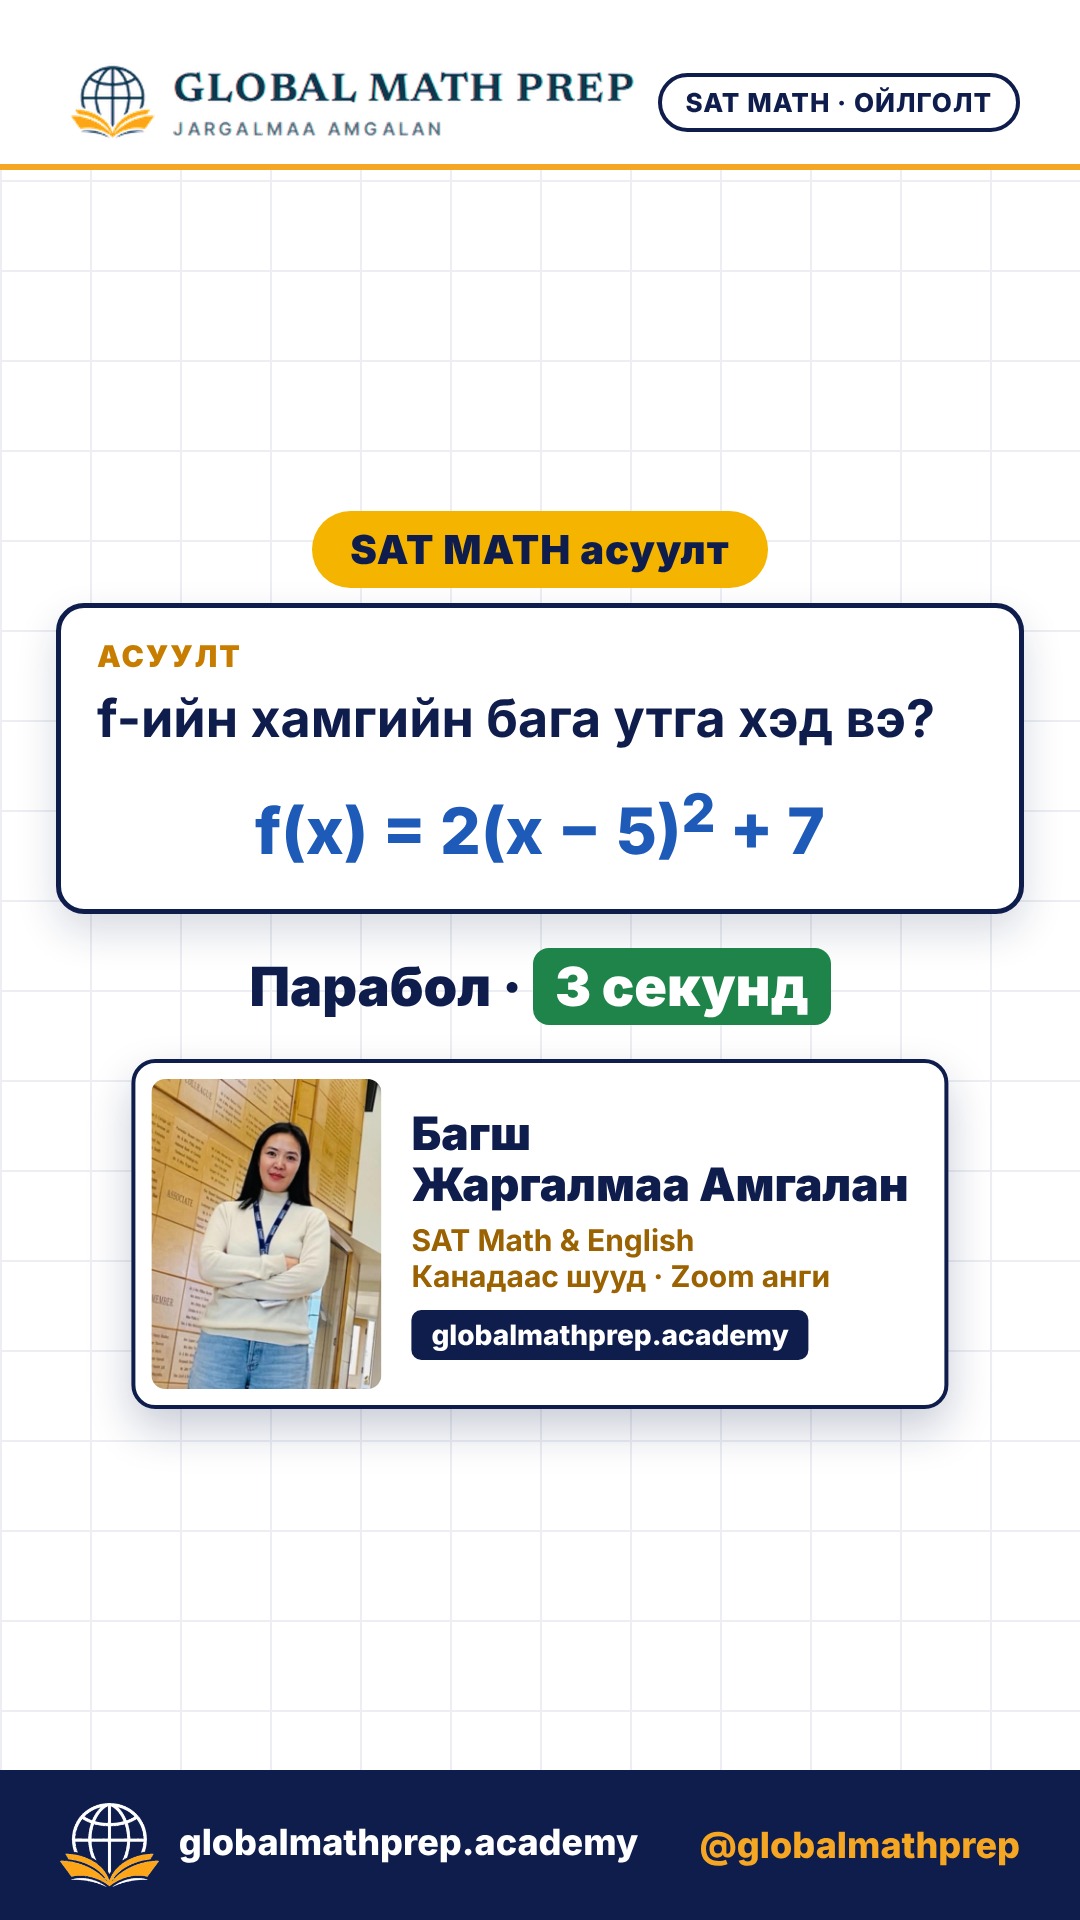 GLOBAL MATH PREP
JARGALMAA AMGALAN
SAT MATH · ОЙЛГОЛТ
SAT MATH асуулт
АСУУЛТ
f-ийн хамгийн бага утга хэд вэ?
f(x) = 2(x − 5)² + 7
Парабол · 3 секунд
Багш
Жаргалмаа Амгалан
SAT Math & English
Канадаас шууд · Zoom анги
globalmathprep.academy
ASSOCIATE
globalmathprep.academy
@globalmathprep